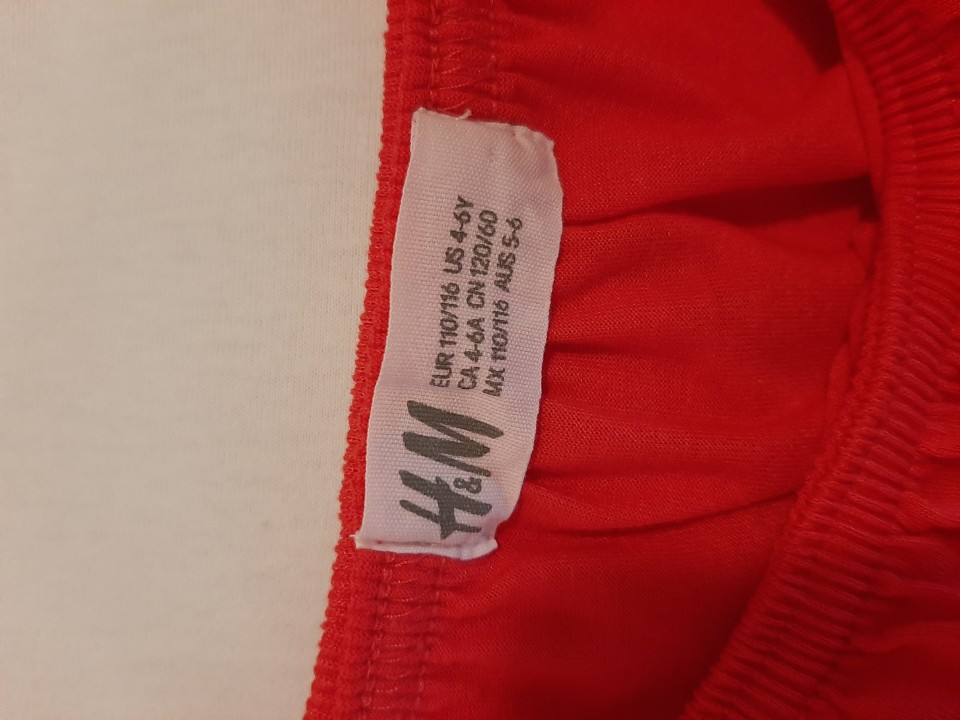 H&M
EUR 110/116 US 4-6Y
CA 4-6A CN 120/60
MX 110/116 AUS 5-6